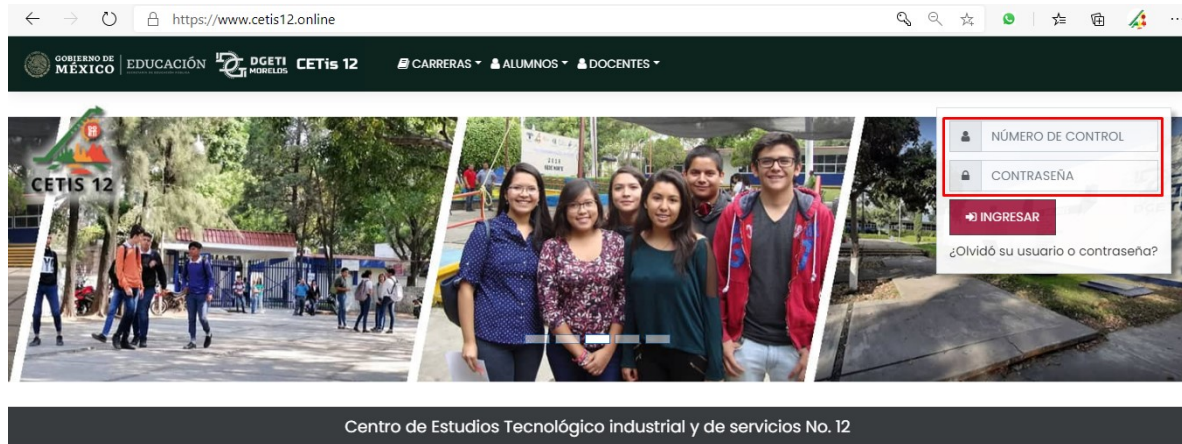 https://www.cetis12.online
GOBIERNO DE MÉXICO
EDUCACIÓN
DGETI MORELOS
CETis 12
CARRERAS
ALUMNOS
DOCENTES
CETIS 12
NÚMERO DE CONTROL
CONTRASEÑA
INGRESAR
¿Olvidó su usuario o contraseña?
Centro de Estudios Tecnológico industrial y de servicios No. 12